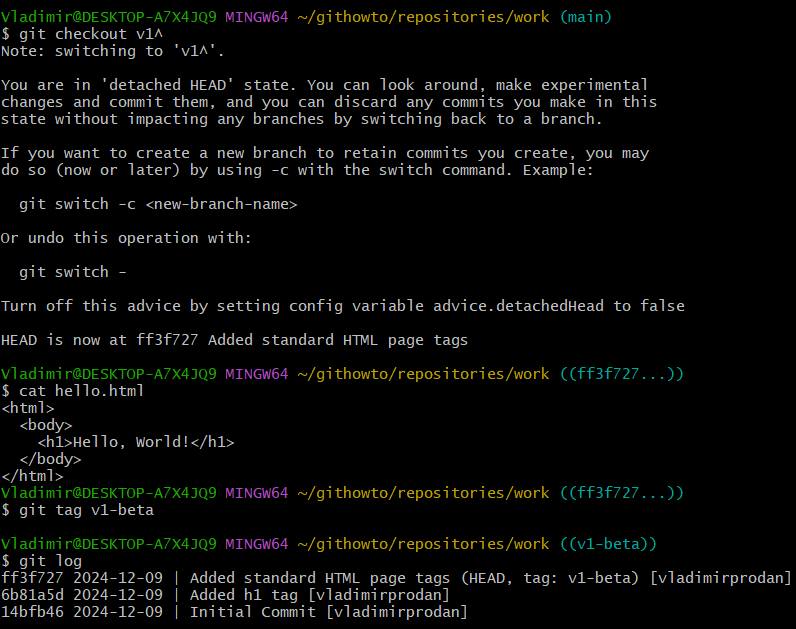 Vladimir@DESKTOP-A7X4JQ9 MINGW64 ~/githowto/repositories/work (main)
$ git checkout v1^
Note: switching to 'v1^'.

You are in 'detached HEAD' state. You can look around, make experimental
changes and commit them, and you can discard any commits you make in this
state without impacting any branches by switching back to a branch.

If you want to create a new branch to retain commits you create, you may
do so (now or later) by using -c with the switch command. Example:

  git switch -c <new-branch-name>

Or undo this operation with:

  git switch -

Turn off this advice by setting config variable advice.detachedHead to false

HEAD is now at ff3f727 Added standard HTML page tags

Vladimir@DESKTOP-A7X4JQ9 MINGW64 ~/githowto/repositories/work ((ff3f727...))
$ cat hello.html
<html>
  <body>
    <h1>Hello, World!</h1>
  </body>
</html>
Vladimir@DESKTOP-A7X4JQ9 MINGW64 ~/githowto/repositories/work ((ff3f727...))
$ git tag v1-beta

Vladimir@DESKTOP-A7X4JQ9 MINGW64 ~/githowto/repositories/work ((v1-beta))
$ git log
ff3f727 2024-12-09 | Added standard HTML page tags (HEAD, tag: v1-beta) [vladimirprodan]
6b81a5d 2024-12-09 | Added h1 tag [vladimirprodan]
14bfb46 2024-12-09 | Initial Commit [vladimirprodan]